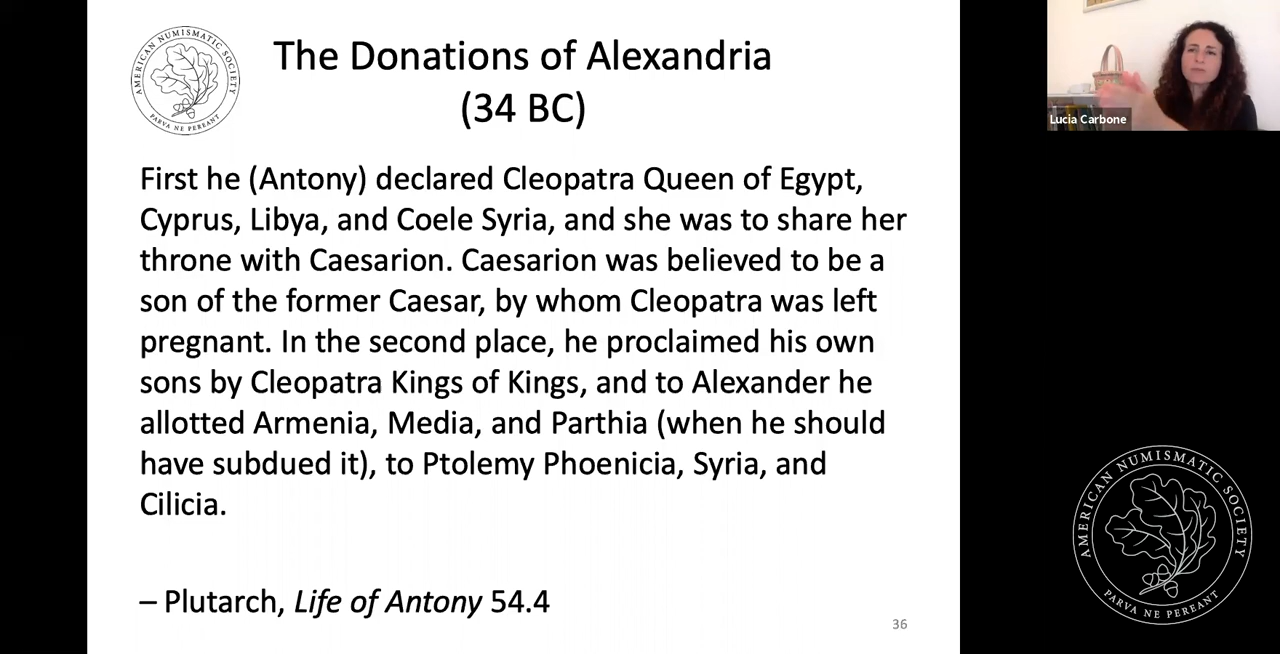 AMERICAN NUMISMATIC SOCIETY
PARVA NE PEREANT
The Donations of Alexandria
(34 BC)
First he (Antony) declared Cleopatra Queen of Egypt,
Cyprus, Libya, and Coele Syria, and she was to share her
throne with Caesarion. Caesarion was believed to be a
son of the former Caesar, by whom Cleopatra was left
pregnant. In the second place, he proclaimed his own
sons by Cleopatra Kings of Kings, and to Alexander he
allotted Armenia, Media, and Parthia (when he should
have subdued it), to Ptolemy Phoenicia, Syria, and
Cilicia.
– Plutarch, Life of Antony 54.4
36
Lucia Carbone
AMERICAN NUMISMATIC SOCIETY
PARVA NE PEREANT